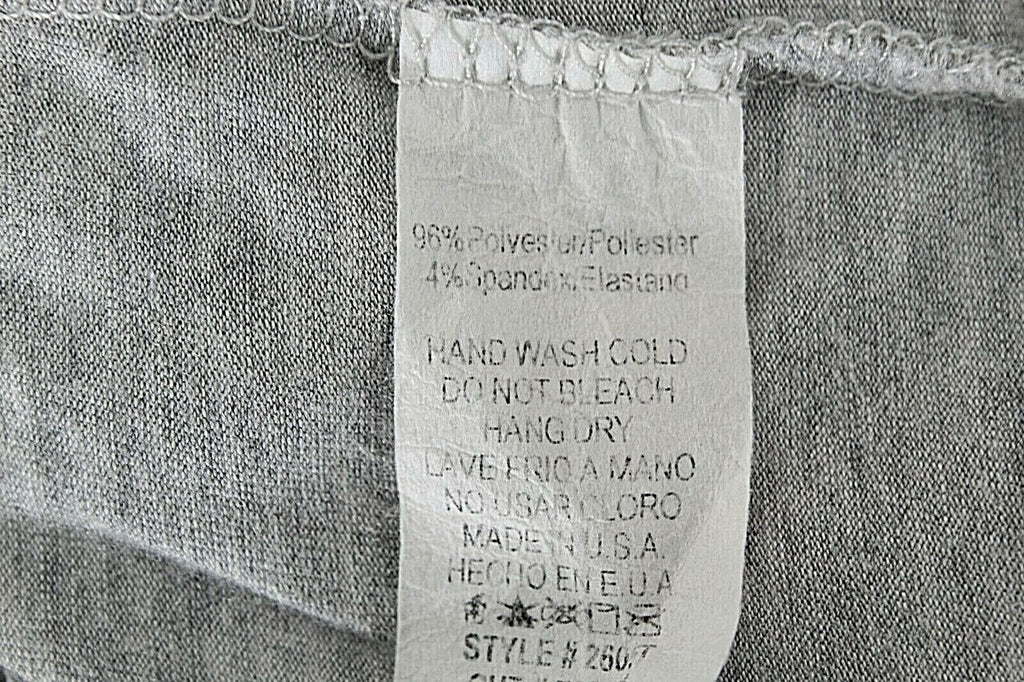 96% Polyester/Poliester
4% Spandex/Elastano
HAND WASH COLD
DO NOT BLEACH
HANG DRY
LAVE FRIO A MANO
NO USAR CLORO
MADE IN U.S.A.
HECHO EN E.U.A
STYLE #